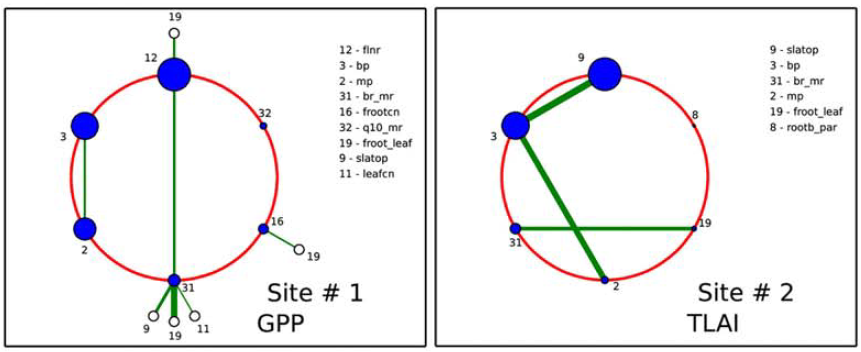 19
12
3
32
2
16
19
31
9
19
11
12 - flnr
3 - bp
2 - mp
31 - br_mr
16 - frootcn
32 - q10_mr
19 - froot_leaf
9 - slatop
11 - leafcn
Site # 1
GPP
9
3
8
31
19
2
9 - slatop
3 - bp
31 - br_mr
2 - mp
19 - froot_leaf
8 - rootb_par
Site # 2
TLAI